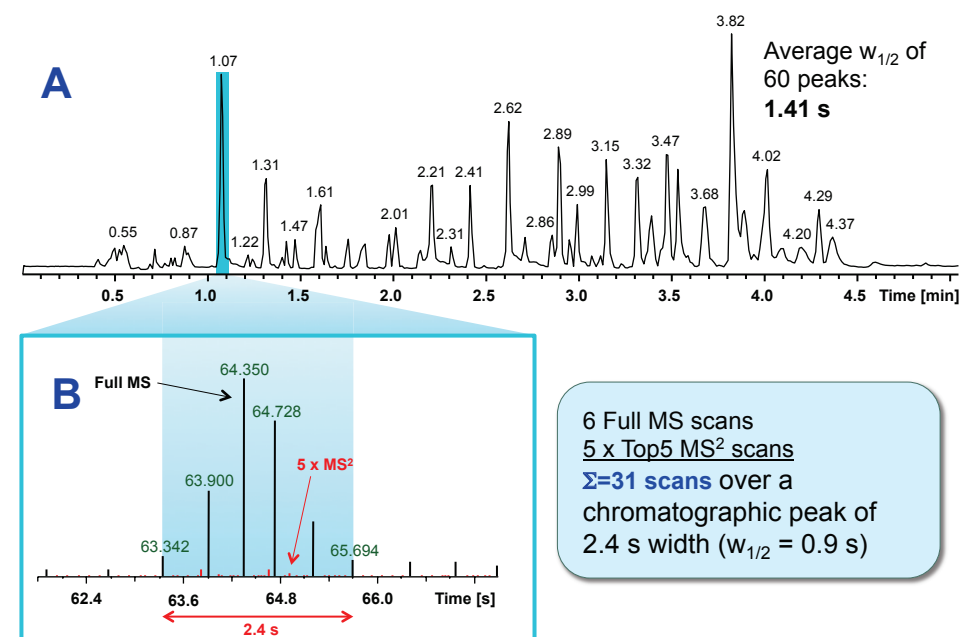 A
Average w1/2 of
60 peaks:
1.41 s
0.55
0.87
1.07
1.22
1.31
1.47
1.61
2.01
2.21
2.31
2.41
2.62
2.86
2.89
2.99
3.15
3.32
3.47
3.68
3.82
4.02
4.20
4.29
4.37
0.5 1.0 1.5 2.0 2.5 3.0 3.5 4.0 4.5 Time [min]
B
Full MS
64.350
64.728
63.900
5 x MS²
63.342
65.694
62.4 63.6 64.8 66.0 Time [s]
2.4 s
6 Full MS scans
5 x Top5 MS² scans
Σ=31 scans over a
chromatographic peak of
2.4 s width (w1/2 = 0.9 s)